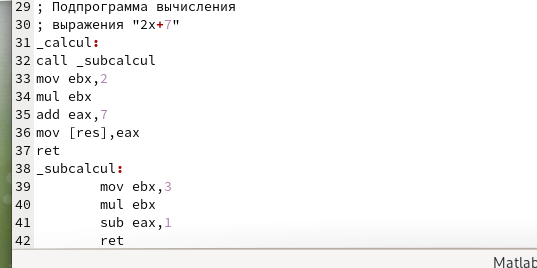 29 ; Подпрограмма вычисления
30 ; выражения "2x+7"
31 _calcul:
32 call _subcalcul
33 mov ebx,2
34 mul ebx
35 add eax,7
36 mov [res],eax
37 ret
38 _subcalcul:
39 mov ebx,3
40 mul ebx
41 sub eax,1
42 ret
Matlab